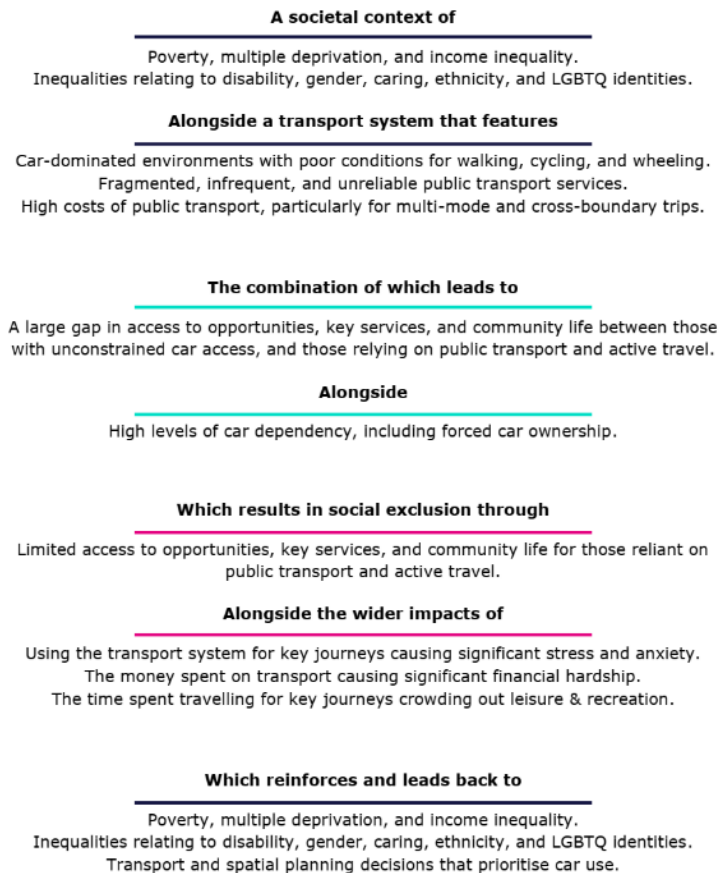 A societal context of
Poverty, multiple deprivation, and income inequality.
Inequalities relating to disability, gender, caring, ethnicity, and LGBTQ identities.
Alongside a transport system that features
Car-dominated environments with poor conditions for walking, cycling, and wheeling.
Fragmented, infrequent, and unreliable public transport services.
High costs of public transport, particularly for multi-mode and cross-boundary trips.
The combination of which leads to
A large gap in access to opportunities, key services, and community life between those
with unconstrained car access, and those relying on public transport and active travel.
Alongside
High levels of car dependency, including forced car ownership.
Which results in social exclusion through
Limited access to opportunities, key services, and community life for those reliant on
public transport and active travel.
Alongside the wider impacts of
Using the transport system for key journeys causing significant stress and anxiety.
The money spent on transport causing significant financial hardship.
The time spent travelling for key journeys crowding out leisure & recreation.
Which reinforces and leads back to
Poverty, multiple deprivation, and income inequality.
Inequalities relating to disability, gender, caring, ethnicity, and LGBTQ identities.
Transport and spatial planning decisions that prioritise car use.